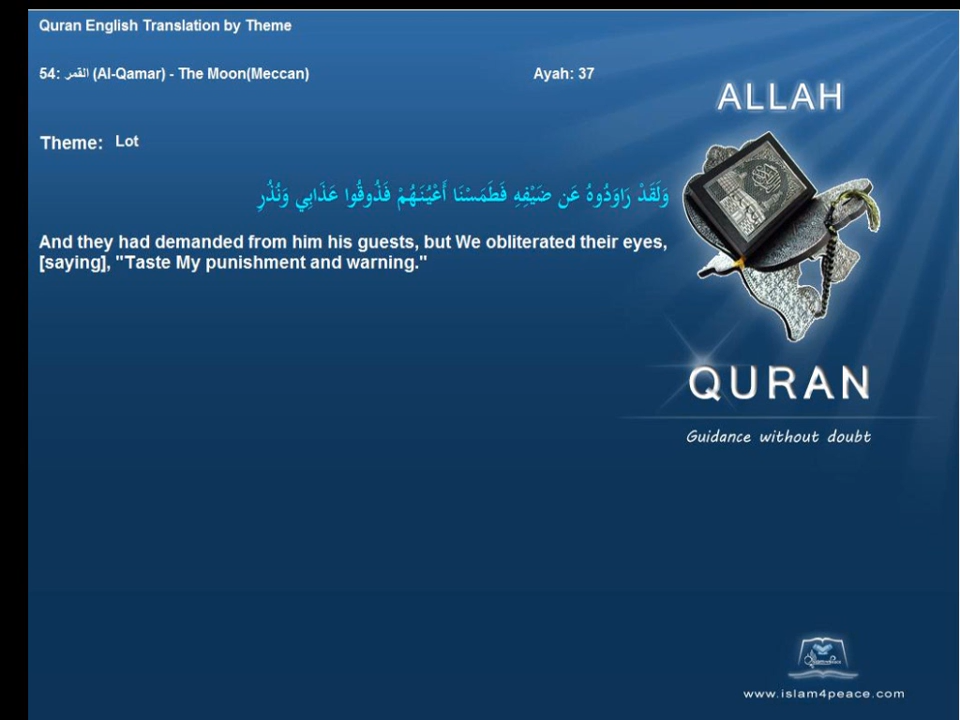 Quran English Translation by Theme
54: القمر (Al-Qamar) - The Moon(Meccan) Ayah: 37
ALLAH
Theme: Lot
وَلَقَدْ رَاوَدُوهُ عَن ضَيْفِهِ فَطَمَسْنَا أَعْيُنَهُمْ فَذُوقُوا عَذَابِي وَنُذُرِ
And they had demanded from him his guests, but We obliterated their eyes,
[saying], "Taste My punishment and warning."
QURAN
Guidance without doubt
www.islam4peace.com